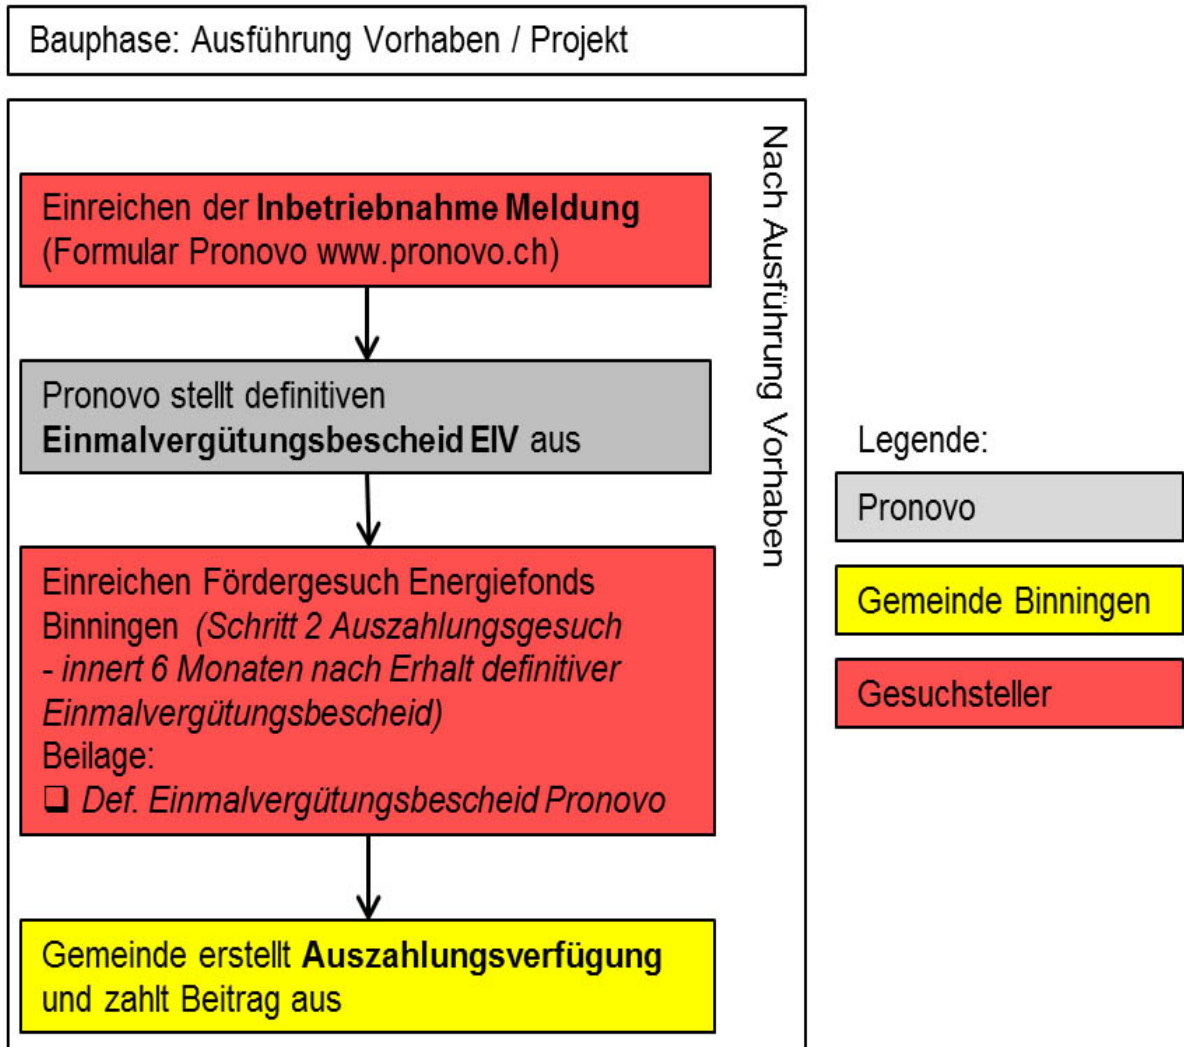 Bauphase: Ausführung Vorhaben / Projekt
Nach Ausführung Vorhaben
Einreichen der Inbetriebnahme Meldung
(Formular Pronovo www.pronovo.ch)
Pronovo stellt definitiven
Einmalvergütungsbescheid EIV aus
Einreichen Fördergesuch Energiefonds
Binningen (Schritt 2 Auszahlungsgesuch
- innert 6 Monaten nach Erhalt definitiver
Einmalvergütungsbescheid)
Beilage:
❑ Def. Einmalvergütungsbescheid Pronovo
Gemeinde erstellt Auszahlungsverfügung
und zahlt Beitrag aus
Legende:
Pronovo
Gemeinde Binningen
Gesuchsteller